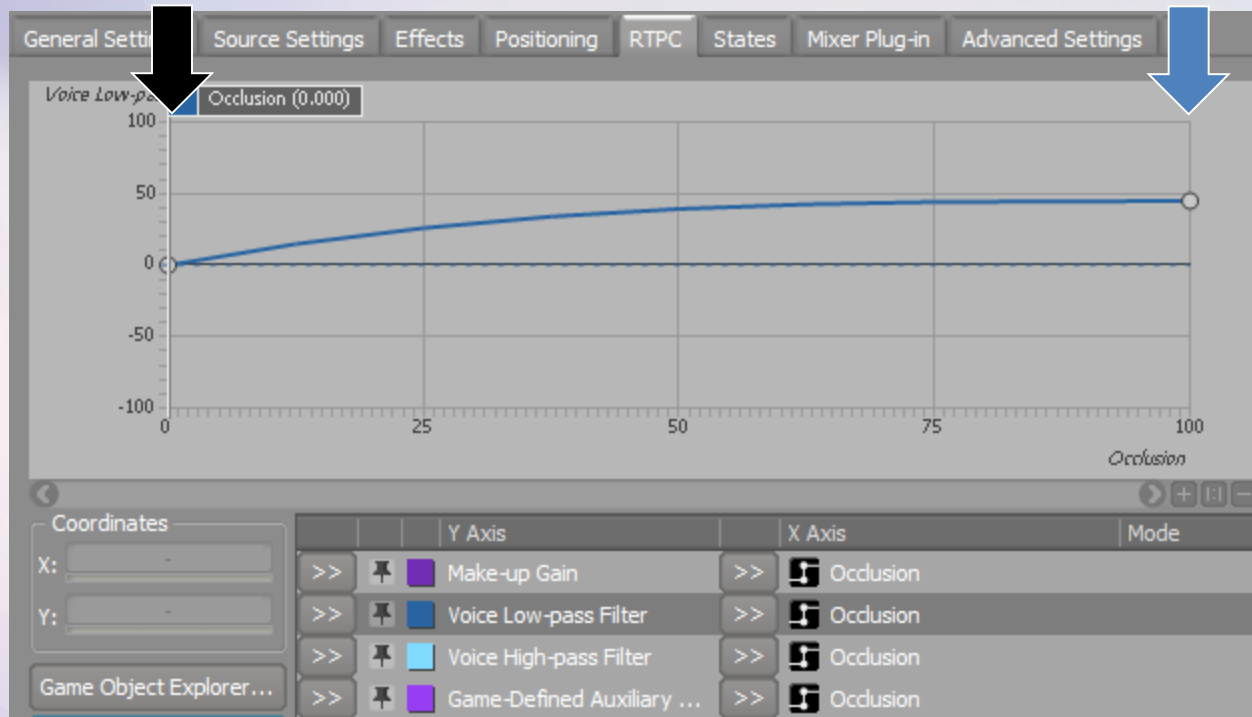 General Setti
Source Settings
Effects
Positioning
RTPC
States
Mixer Plug-in
Advanced Settings
Voice Low-pa
Occlusion (0.000)
100
50
0
-50
-100
0
25
50
75
100
Occlusion
Coordinates
X: -
Y: -
Game Object Explorer...
Y Axis
X Axis
Mode
>> Make-up Gain >> Occlusion
>> Voice Low-pass Filter >> Occlusion
>> Voice High-pass Filter >> Occlusion
>> Game-Defined Auxiliary ... >> Occlusion